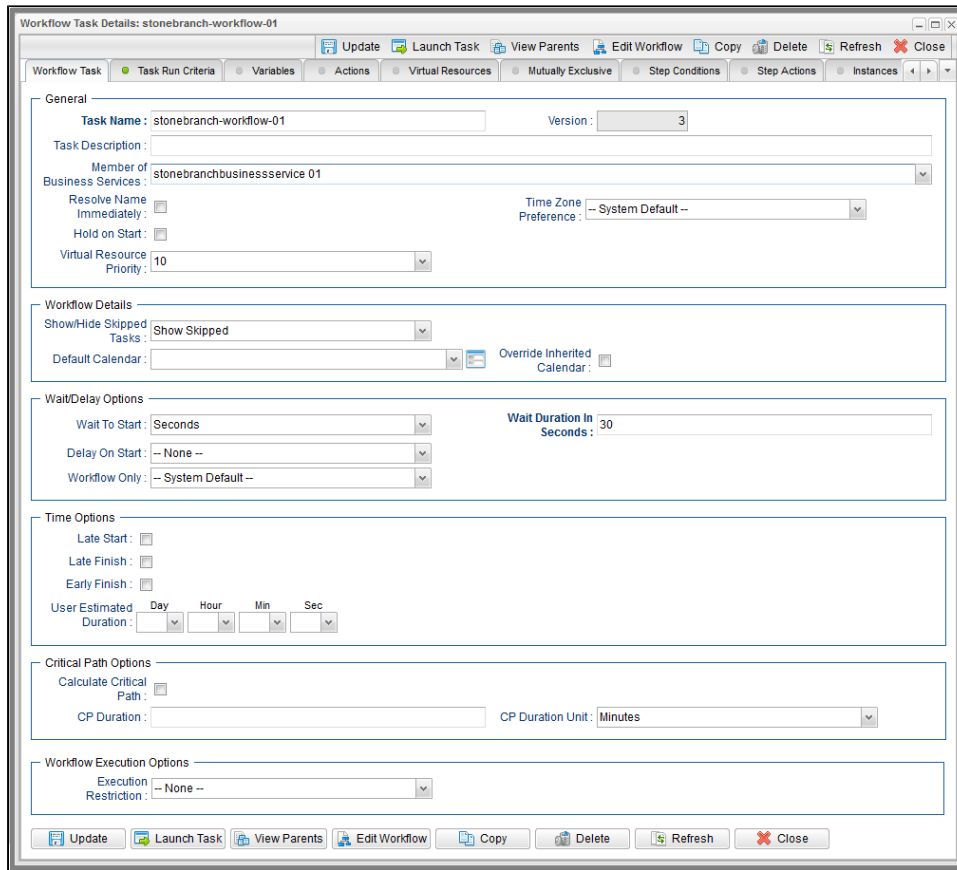 Workflow Task Details: stonebranch-workflow-01
Update Launch Task View Parents Edit Workflow Copy Delete Refresh Close
Workflow Task Task Run Criteria Variables Actions Virtual Resources Mutually Exclusive Step Conditions Step Actions Instances
General
Task Name : stonebranch-workflow-01 Version : 3
Task Description :
Member of
Business Services : stonebranchbusinessservice 01
Resolve Name
Immediately :
Time Zone
Preference : -- System Default --
Hold on Start :
Virtual Resource
Priority : 10
Workflow Details
Show/Hide Skipped
Tasks : Show Skipped
Default Calendar :
Override Inherited
Calendar :
Wait/Delay Options
Wait To Start : Seconds
Wait Duration In
Seconds : 30
Delay On Start : -- None --
Workflow Only : -- System Default --
Time Options
Late Start :
Late Finish :
Early Finish :
Day Hour Min Sec
User Estimated
Duration :
Critical Path Options
Calculate Critical
Path :
CP Duration : CP Duration Unit : Minutes
Workflow Execution Options
Execution
Restriction : -- None --
Update Launch Task View Parents Edit Workflow Copy Delete Refresh Close